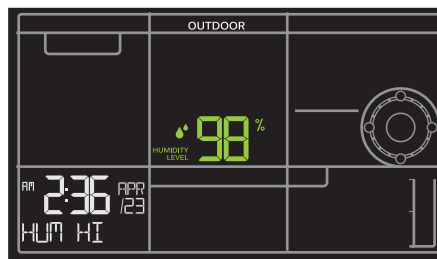 OUTDOOR
98 %
HUMIDITY
LEVEL
AM 2:36 APR
/23
HUM HI